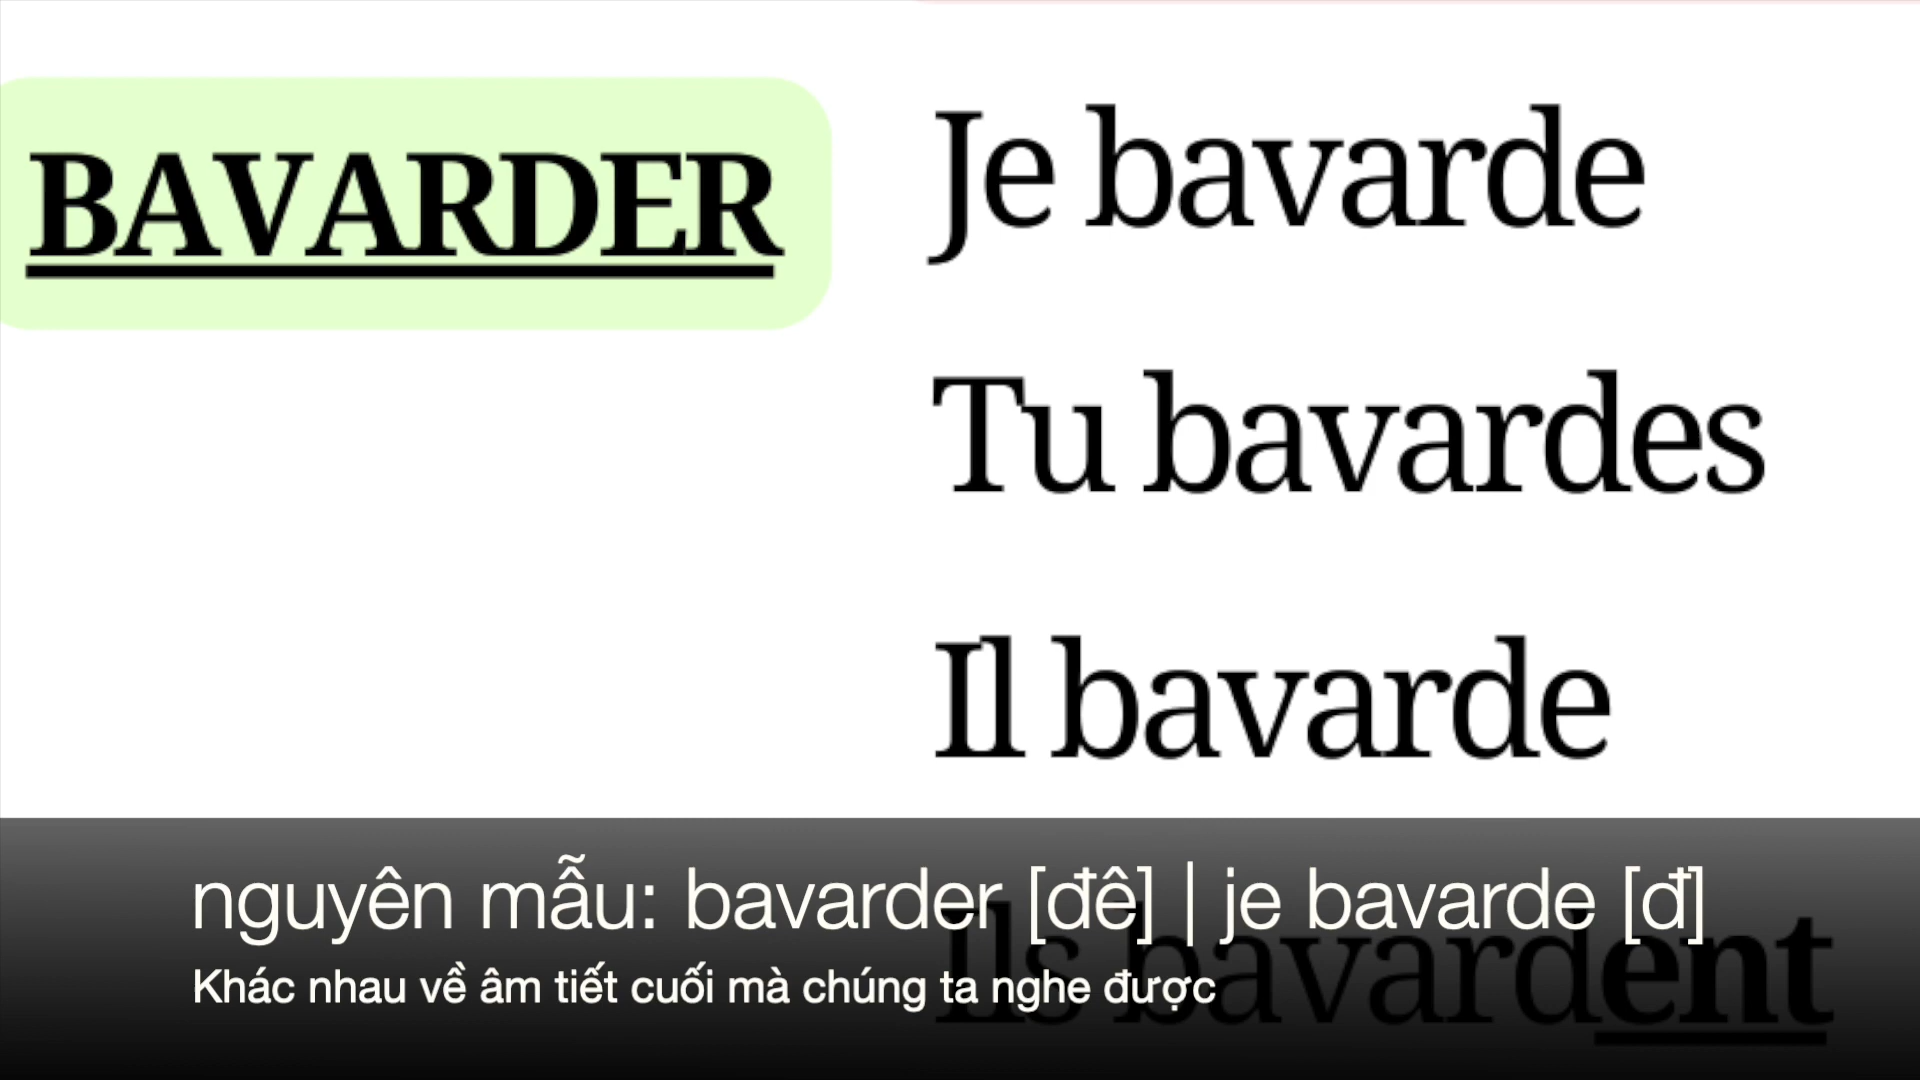 BAVARDER
Je bavarde
Tu bavardes
Il bavarde
Ils bavardent
nguyên mẫu: bavarder [đê] | je bavarde [đ]
Khác nhau về âm tiết cuối mà chúng ta nghe được